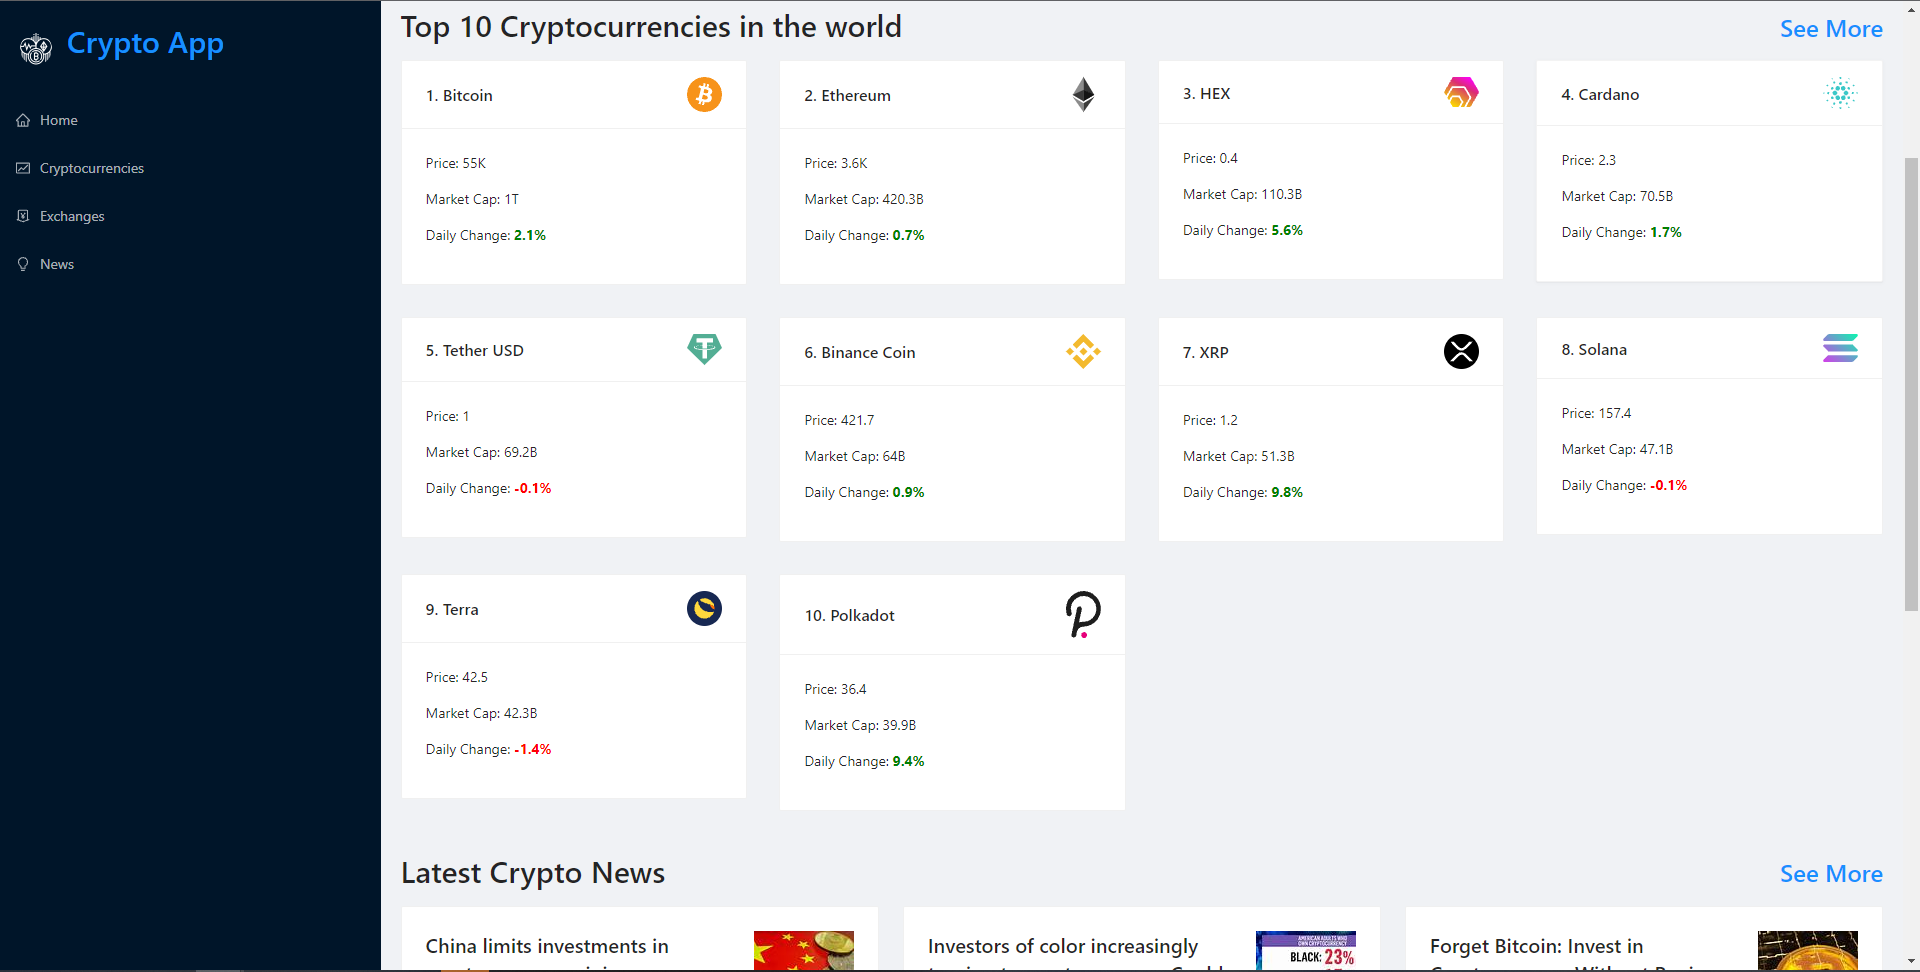 Crypto App
Home
Cryptocurrencies
Exchanges
News
Top 10 Cryptocurrencies in the world
See More
1. Bitcoin
Price: 55K
Market Cap: 1T
Daily Change: 2.1%
2. Ethereum
Price: 3.6K
Market Cap: 420.3B
Daily Change: 0.7%
3. HEX
Price: 0.4
Market Cap: 110.3B
Daily Change: 5.6%
4. Cardano
Price: 2.3
Market Cap: 70.5B
Daily Change: 1.7%
5. Tether USD
Price: 1
Market Cap: 69.2B
Daily Change: -0.1%
6. Binance Coin
Price: 421.7
Market Cap: 64B
Daily Change: 0.9%
7. XRP
Price: 1.2
Market Cap: 51.3B
Daily Change: 9.8%
8. Solana
Price: 157.4
Market Cap: 47.1B
Daily Change: -0.1%
9. Terra
Price: 42.5
Market Cap: 42.3B
Daily Change: -1.4%
10. Polkadot
Price: 36.4
Market Cap: 39.9B
Daily Change: 9.4%
Latest Crypto News
See More
China limits investments in
Investors of color increasingly
AMERICAN ADULTS WHO
OWN CRYPTOCURRENCY
BLACK: 23%
Forget Bitcoin: Invest in